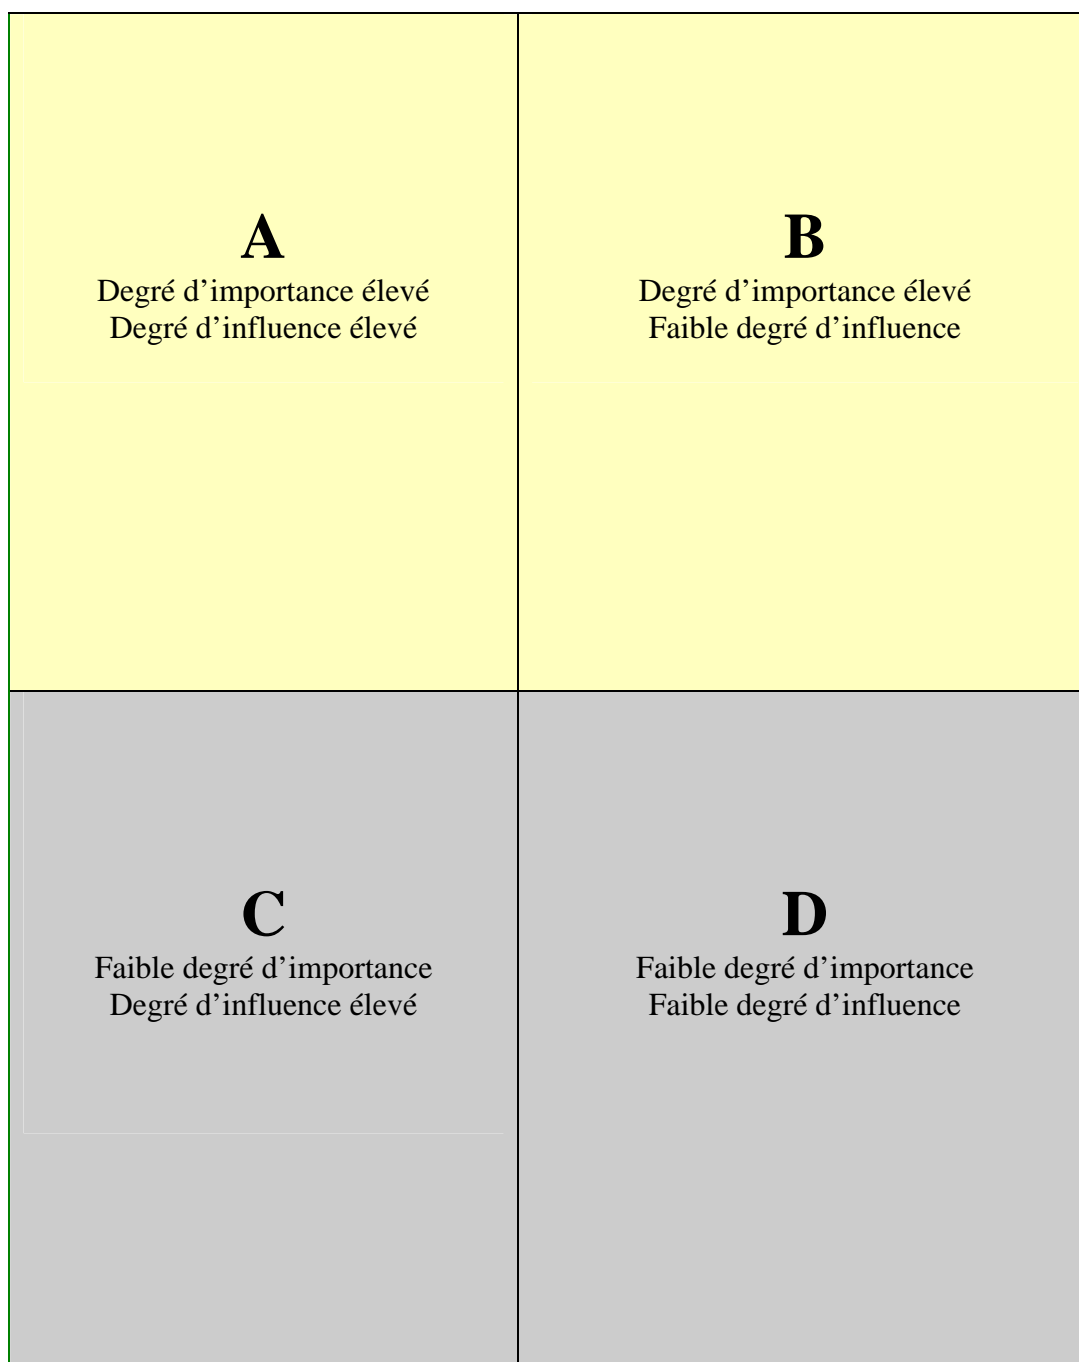 A
Degré d’importance élevé
Degré d’influence élevé
B
Degré d’importance élevé
Faible degré d’influence
C
Faible degré d’importance
Degré d’influence élevé
D
Faible degré d’importance
Faible degré d’influence